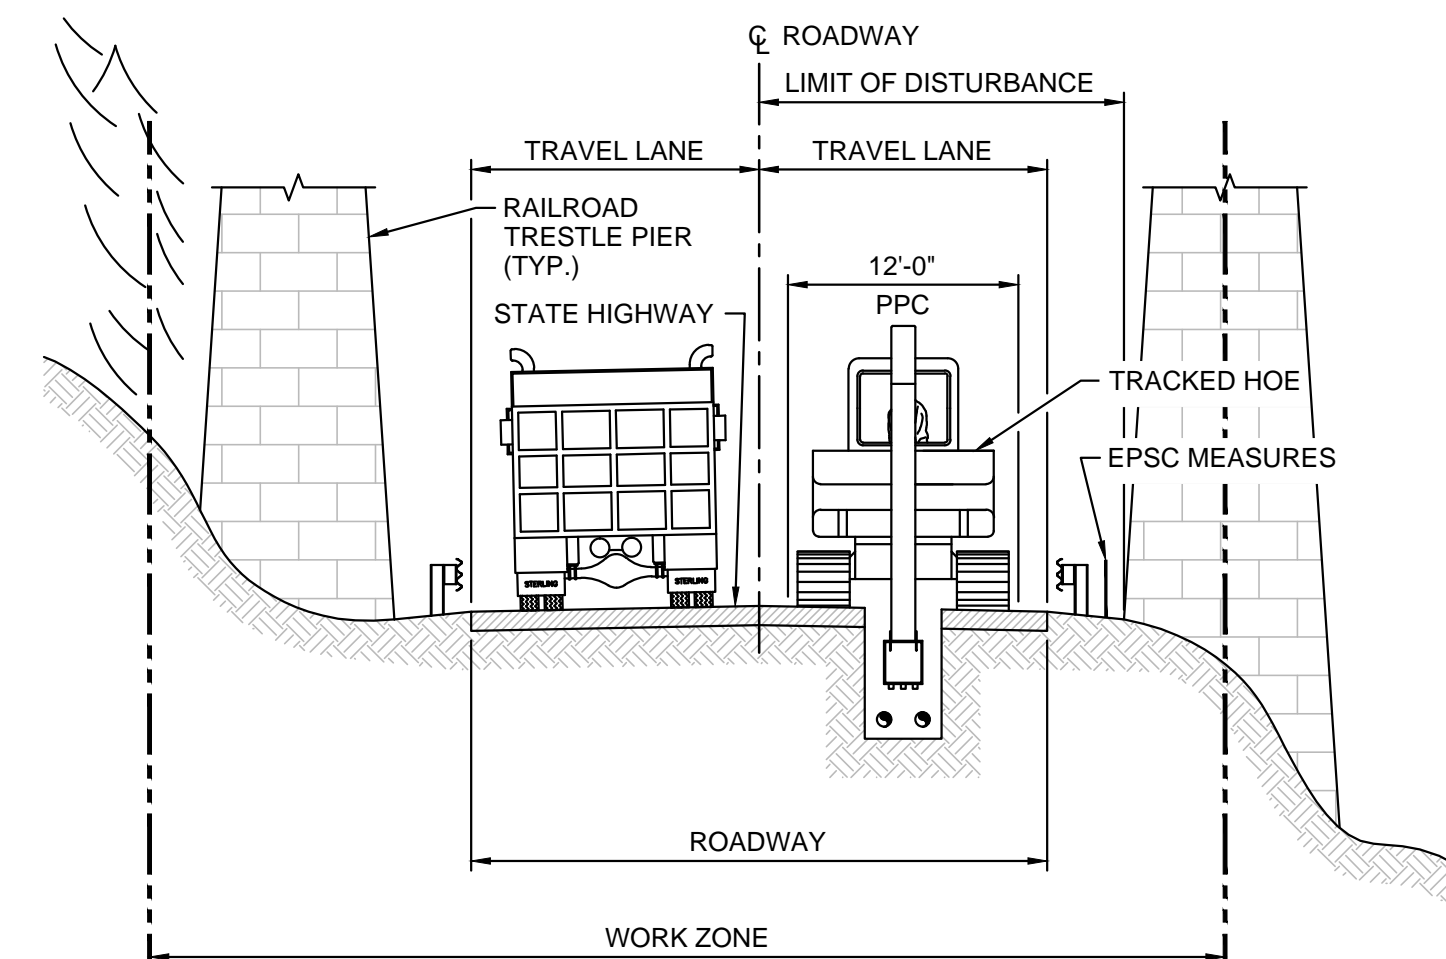 ℄ ROADWAY
LIMIT OF DISTURBANCE
TRAVEL LANE
TRAVEL LANE
RAILROAD
TRESTLE PIER
(TYP.)
12'-0"
PPC
STATE HIGHWAY
TRACKED HOE
EPSC MEASURES
STERLING
STERLING
ROADWAY
WORK ZONE